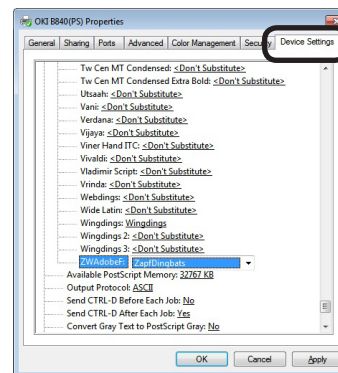 OKI B840(PS) Properties
General Sharing Ports Advanced Color Management Security Device Settings
Tw Cen MT Condensed: <Don't Substitute>
Tw Cen MT Condensed Extra Bold: <Don't Substitute>
Utsaah: <Don't Substitute>
Vani: <Don't Substitute>
Verdana: <Don't Substitute>
Vijaya: <Don't Substitute>
Viner Hand ITC: <Don't Substitute>
Vivaldi: <Don't Substitute>
Vladimir Script: <Don't Substitute>
Vrinda: <Don't Substitute>
Webdings: <Don't Substitute>
Wide Latin: <Don't Substitute>
Wingdings: Wingdings
Wingdings 2: <Don't Substitute>
Wingdings 3: <Don't Substitute>
ZWAdobeF: ZapfDingbats
Available PostScript Memory: 32767 KB
Output Protocol: ASCII
Send CTRL-D Before Each Job: No
Send CTRL-D After Each Job: Yes
Convert Gray Text to PostScript Gray: No
OK Cancel Apply